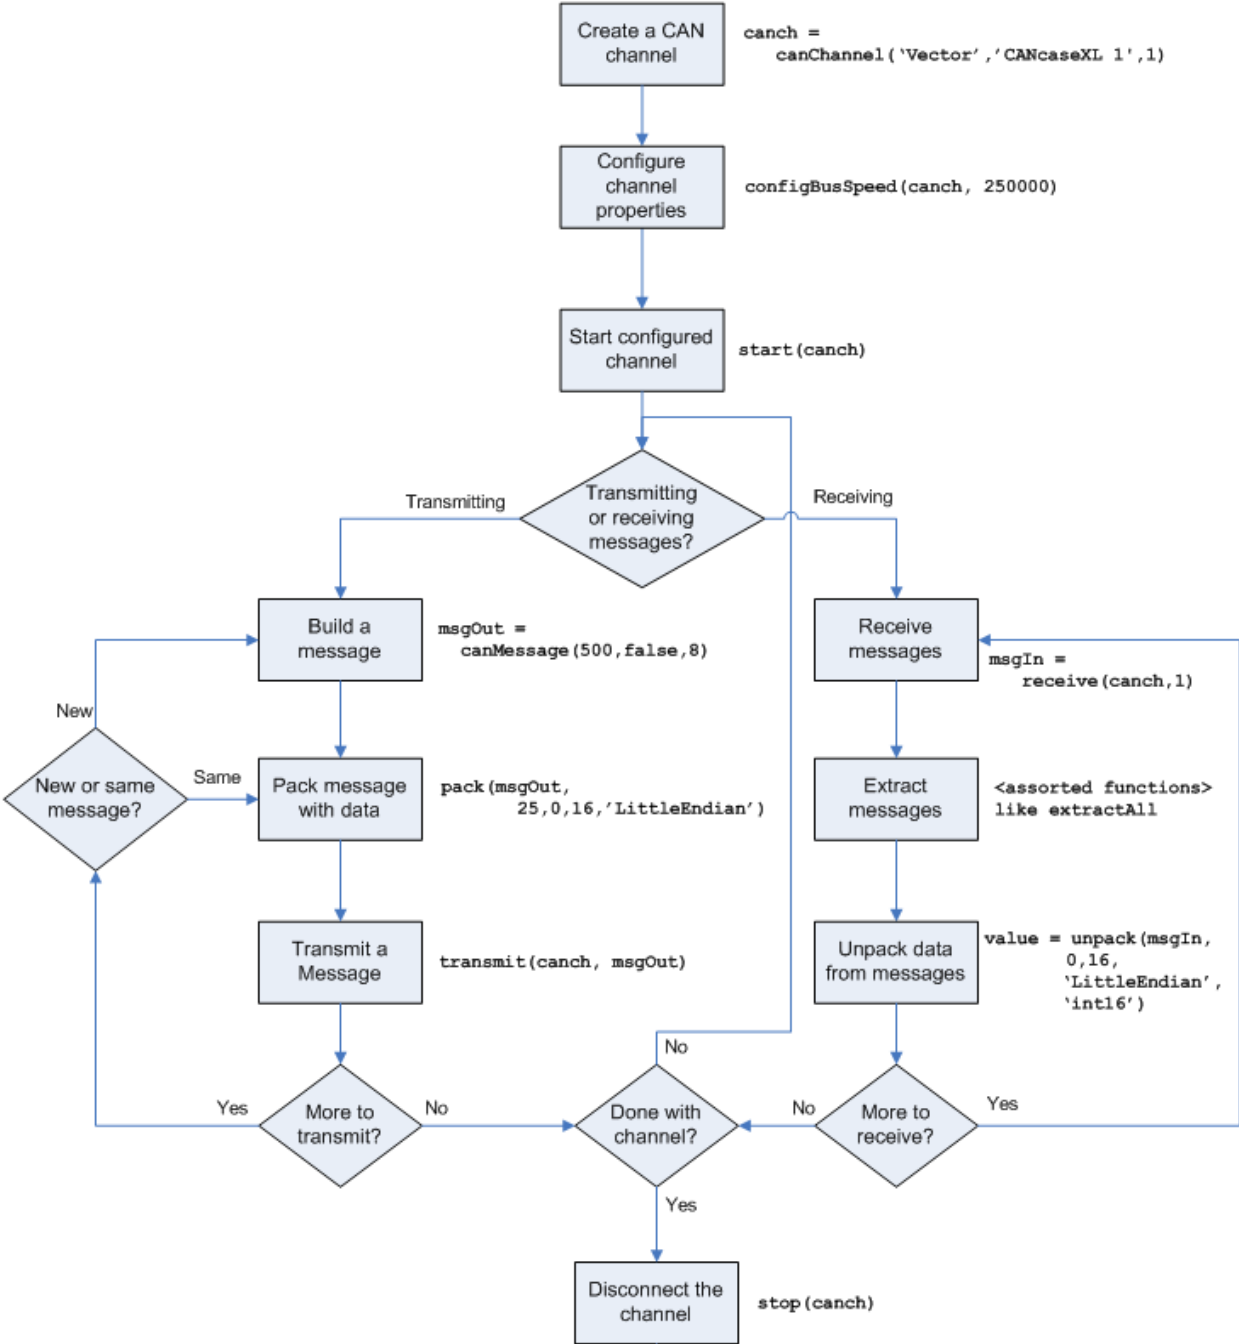 Create a CAN
channel
canch =
canChannel(‘Vector’,’CANcaseXL 1',1)
Configure
channel
properties
configBusSpeed(canch, 250000)
Start configured
channel
start(canch)
Transmitting
or receiving
messages?
Transmitting
Receiving
Build a
message
msgOut =
canMessage(500,false,8)
Receive
messages
msgIn =
receive(canch,1)
New
New or same
message?
Same
Pack message
with data
pack(msgOut,
25,0,16,’LittleEndian’)
Extract
messages
<assorted functions>
like extractAll
Transmit a
Message
transmit(canch, msgOut)
Unpack data
from messages
value = unpack(msgIn,
0,16,
‘LittleEndian’,
‘int16’)
Yes
More to
transmit?
No
No
Done with
channel?
No
More to
receive?
Yes
Yes
Disconnect the
channel
stop(canch)